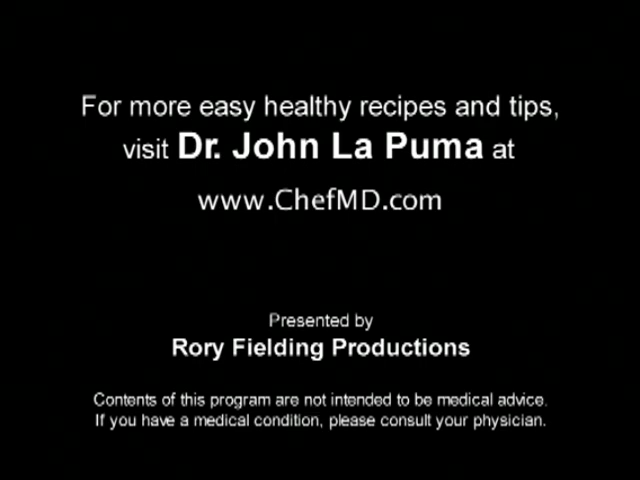 For more easy healthy recipes and tips,
visit Dr. John La Puma at
www.ChefMD.com
Presented by
Rory Fielding Productions
Contents of this program are not intended to be medical advice.
If you have a medical condition, please consult your physician.